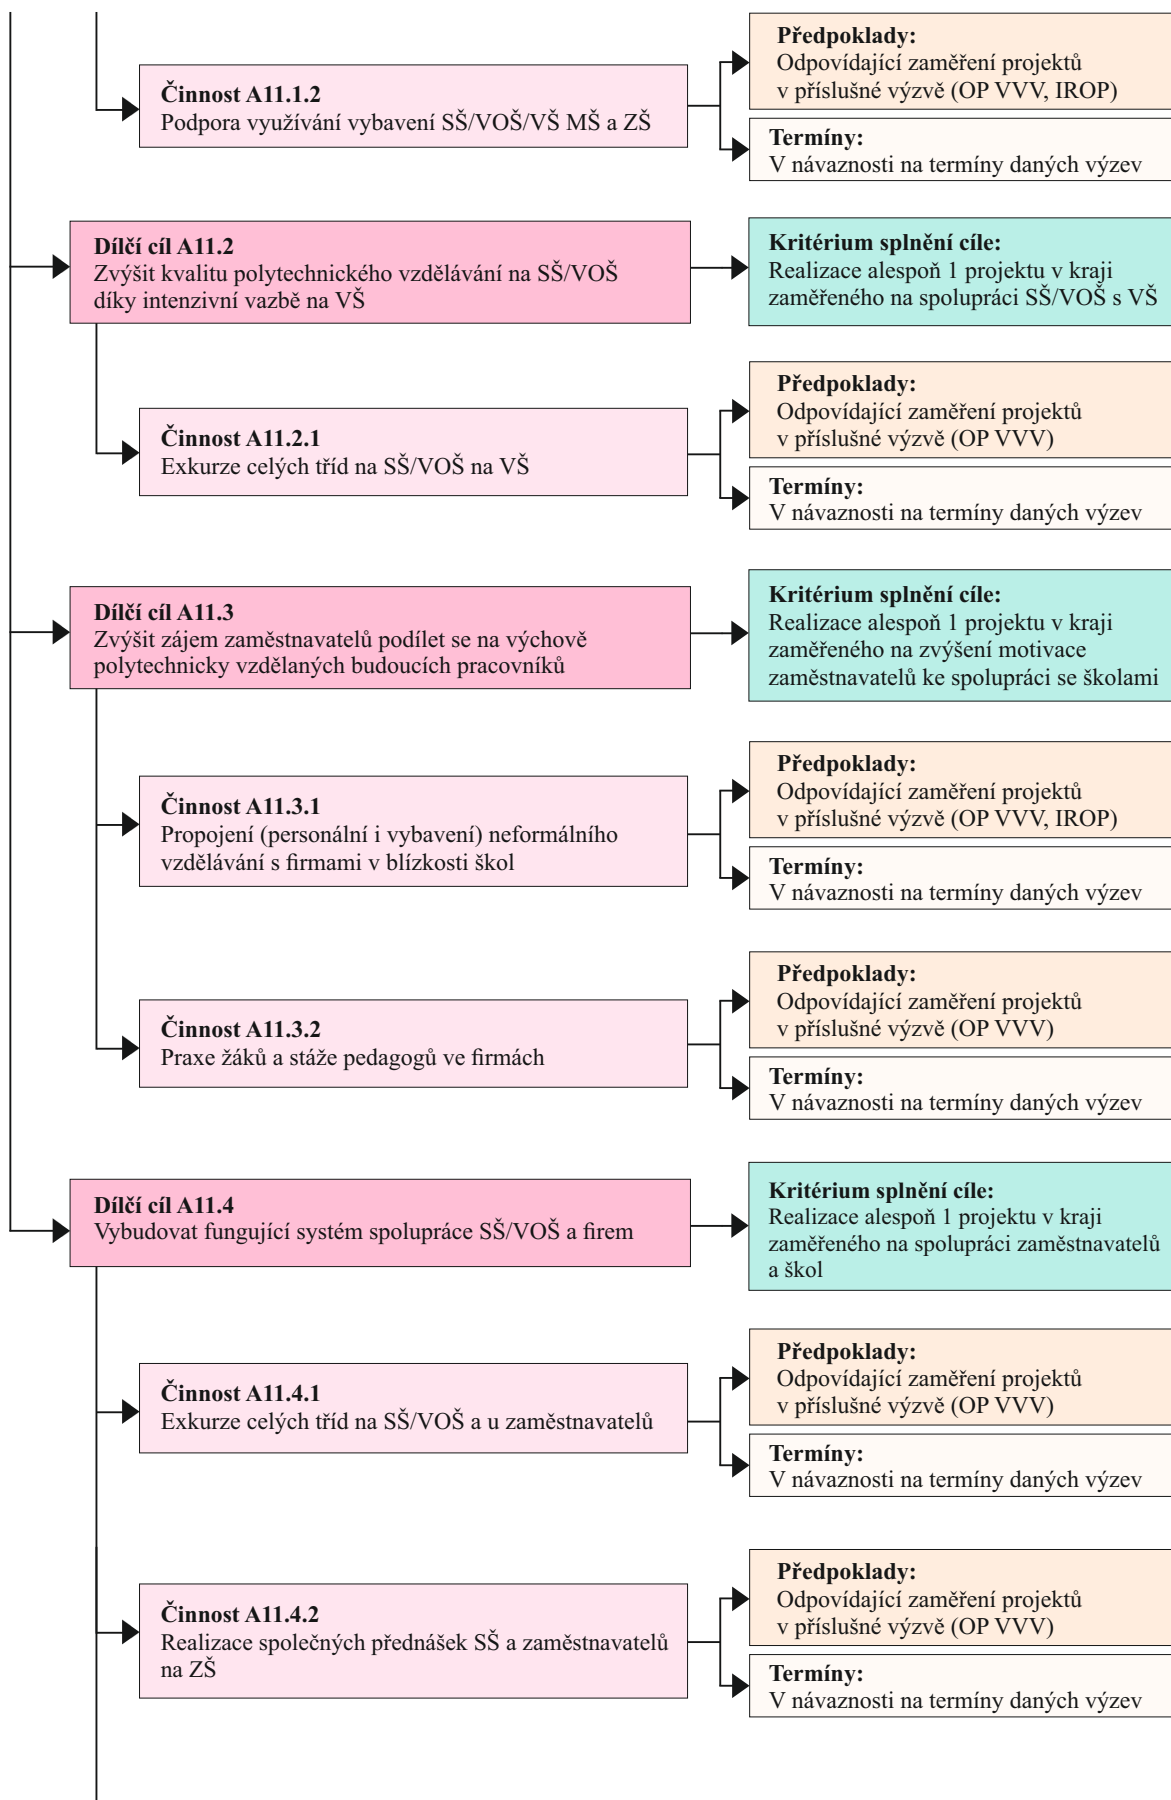 Činnost A11.1.2
Podpora využívání vybavení SŠ/VOŠ/VŠ MŠ a ZŠ
Předpoklady:
Odpovídající zaměření projektů
v příslušné výzvě (OP VVV, IROP)
Termíny:
V návaznosti na termíny daných výzev
Dílčí cíl A11.2
Zvýšit kvalitu polytechnického vzdělávání na SŠ/VOŠ
díky intenzivní vazbě na VŠ
Kritérium splnění cíle:
Realizace alespoň 1 projektu v kraji
zaměřeného na spolupráci SŠ/VOŠ s VŠ
Činnost A11.2.1
Exkurze celých tříd na SŠ/VOŠ na VŠ
Předpoklady:
Odpovídající zaměření projektů
v příslušné výzvě (OP VVV)
Termíny:
V návaznosti na termíny daných výzev
Dílčí cíl A11.3
Zvýšit zájem zaměstnavatelů podílet se na výchově
polytechnicky vzdělaných budoucích pracovníků
Kritérium splnění cíle:
Realizace alespoň 1 projektu v kraji
zaměřeného na zvýšení motivace
zaměstnavatelů ke spolupráci se školami
Činnost A11.3.1
Propojení (personální i vybavení) neformálního
vzdělávání s firmami v blízkosti škol
Předpoklady:
Odpovídající zaměření projektů
v příslušné výzvě (OP VVV, IROP)
Termíny:
V návaznosti na termíny daných výzev
Činnost A11.3.2
Praxe žáků a stáže pedagogů ve firmách
Předpoklady:
Odpovídající zaměření projektů
v příslušné výzvě (OP VVV)
Termíny:
V návaznosti na termíny daných výzev
Dílčí cíl A11.4
Vybudovat fungující systém spolupráce SŠ/VOŠ a firem
Kritérium splnění cíle:
Realizace alespoň 1 projektu v kraji
zaměřeného na spolupráci zaměstnavatelů
a škol
Činnost A11.4.1
Exkurze celých tříd na SŠ/VOŠ a u zaměstnavatelů
Předpoklady:
Odpovídající zaměření projektů
v příslušné výzvě (OP VVV)
Termíny:
V návaznosti na termíny daných výzev
Činnost A11.4.2
Realizace společných přednášek SŠ a zaměstnavatelů
na ZŠ
Předpoklady:
Odpovídající zaměření projektů
v příslušné výzvě (OP VVV)
Termíny:
V návaznosti na termíny daných výzev